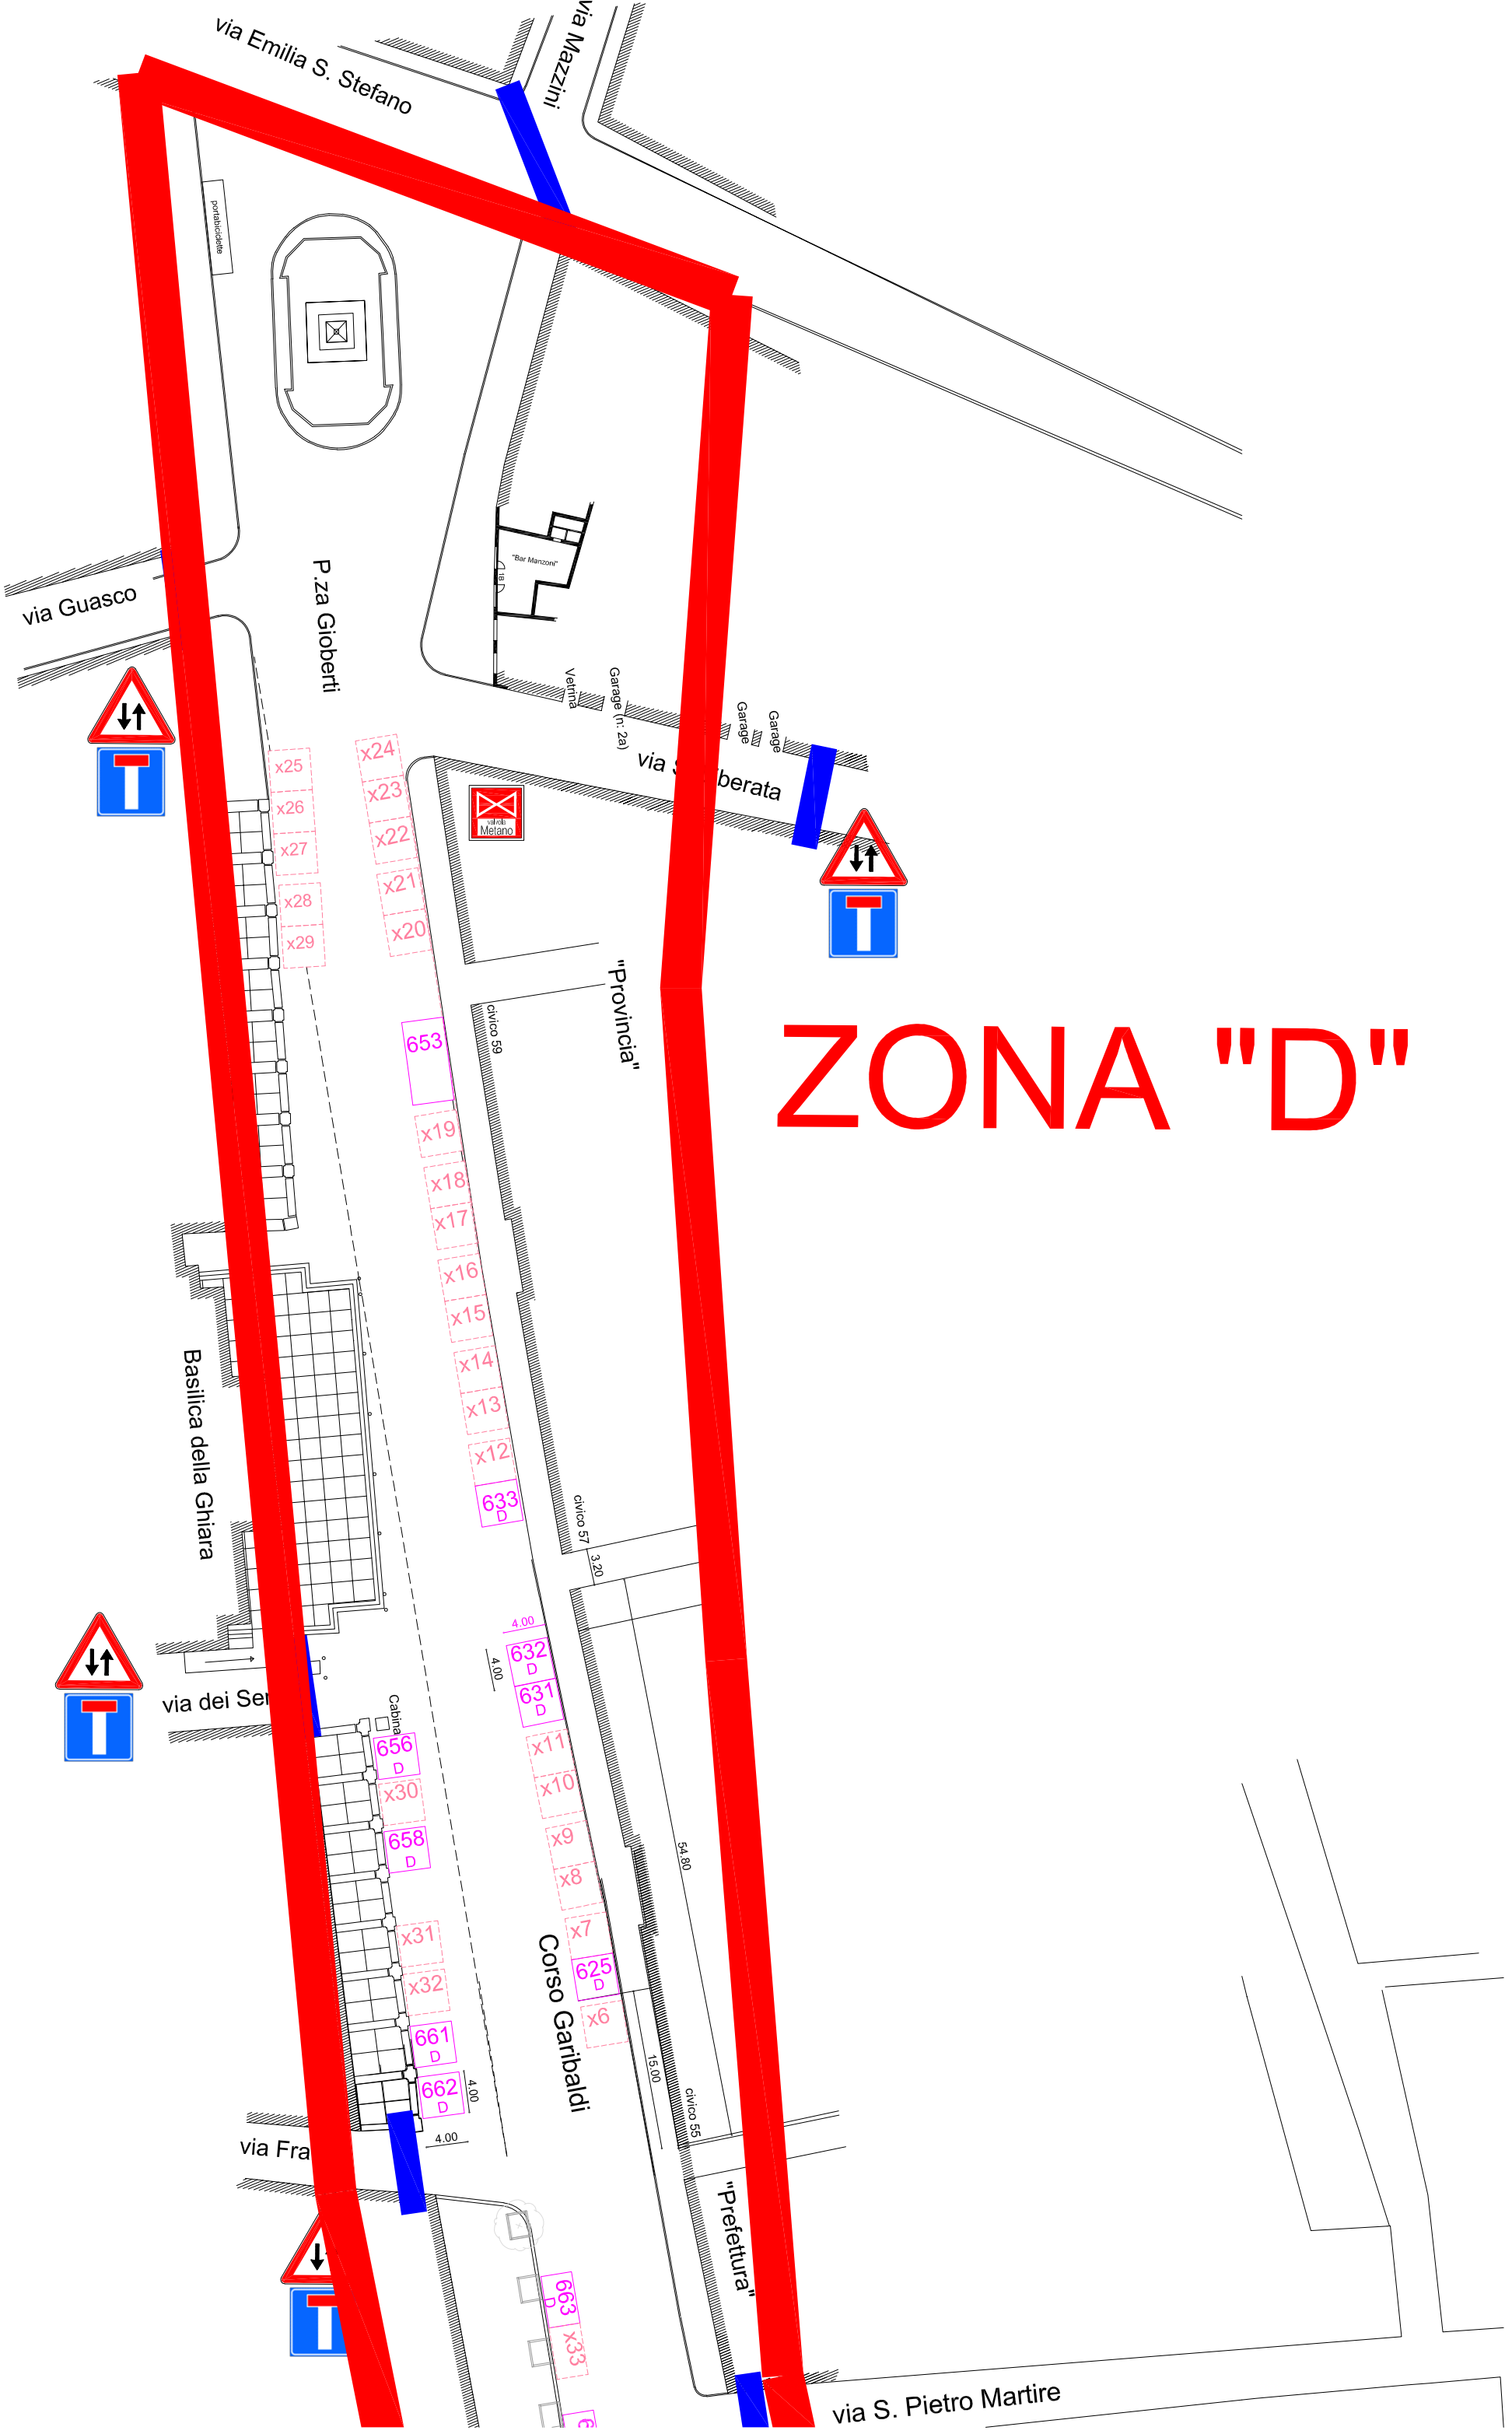 via Emilia S. Stefano
via Mazzini
portabiciclette
"Bar Manzoni"
18
via Guasco
P.za Gioberti
Vetrina
Garage (n: 2a)
Garage
Garage
via S. Liberata
x24
x25
x23
x26
valvola
Metano
x22
x27
x21
x28
x20
x29
"Provincia"
653
civico 59
ZONA "D"
x19
x18
x17
x16
x15
x14
Basilica della Ghiara
x13
x12
633
D
civico 57
3.20
4.00
632
D
4.00
631
D
via dei Ser
Cabina
656
D
x11
x30
x10
658
D
x9
54.80
x8
x31
x7
Corso Garibaldi
625
D
x32
x6
661
D
15.00
662
D
4.00
civico 55
4.00
via Fra
"Prefettura"
663
D
x33
6
via S. Pietro Martire